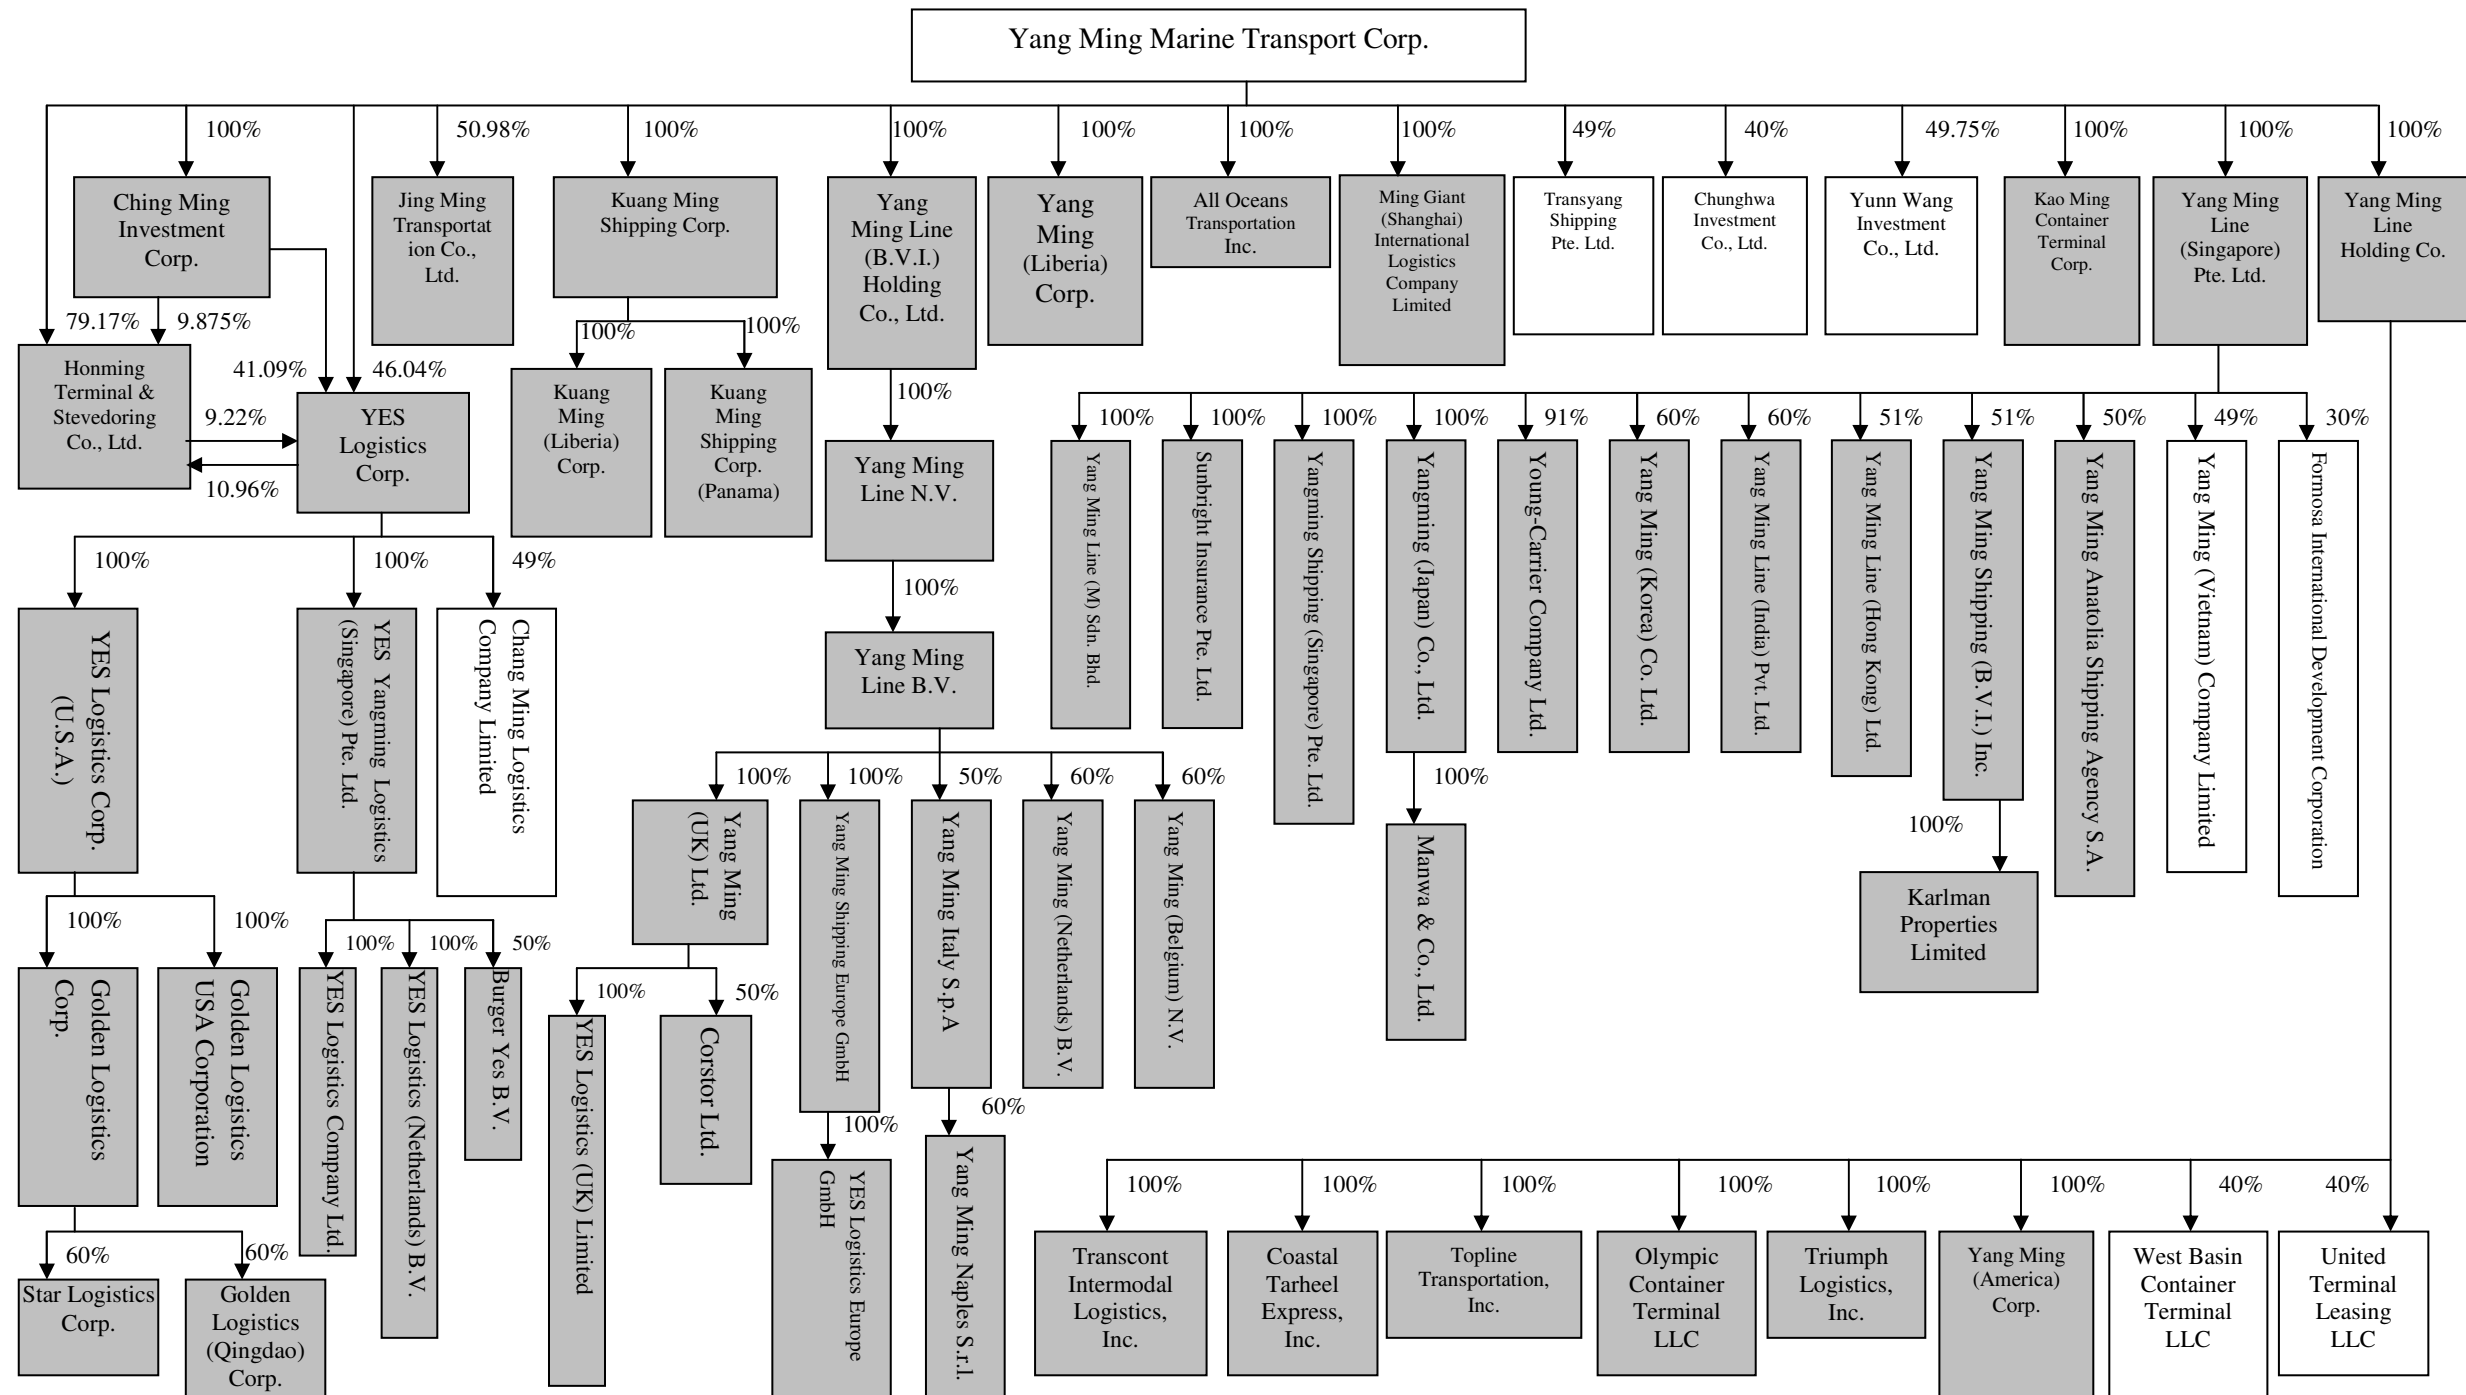 Yang Ming Marine Transport Corp.
100%
50.98%
100%
100%
100%
100%
100%
49%
40%
49.75%
100%
100%
100%
Ching Ming
Investment
Corp.
Jing Ming
Transportat
ion Co.,
Ltd.
Kuang Ming
Shipping Corp.
Yang
Ming Line
(B.V.I.)
Holding
Co., Ltd.
Yang
Ming
(Liberia)
Corp.
All Oceans
Transportation
Inc.
Ming Giant
(Shanghai)
International
Logistics
Company
Limited
Transyang
Shipping
Pte. Ltd.
Chunghwa
Investment
Co., Ltd.
Yunn Wang
Investment
Co., Ltd.
Kao Ming
Container
Terminal
Corp.
Yang Ming
Line
(Singapore)
Pte. Ltd.
Yang Ming
Line
Holding Co.
79.17%
9.875%
41.09%
46.04%
Honming
Terminal &
Stevedoring
Co., Ltd.
9.22%
10.96%
YES
Logistics
Corp.
100%
100%
Kuang
Ming
(Liberia)
Corp.
Kuang
Ming
Shipping
Corp.
(Panama)
100%
Yang Ming
Line N.V.
100%
Yang Ming
Line B.V.
100%
100%
100%
100%
91%
60%
60%
51%
51%
50%
49%
30%
Yang Ming Line (M) Sdn. Bhd.
Sunbright Insurance Pte. Ltd.
Yangming Shipping (Singapore) Pte. Ltd.
Yangming (Japan) Co., Ltd.
Young-Carrier Company Ltd.
Yang Ming (Korea) Co. Ltd.
Yang Ming Line (India) Pvt. Ltd.
Yang Ming Line (Hong Kong) Ltd.
Yang Ming Shipping (B.V.I.) Inc.
Yang Ming Anatolia Shipping Agency S.A.
Yang Ming (Vietnam) Company Limited
Formosa International Development Corporation
100%
Manwa & Co., Ltd.
100%
Karlman
Properties
Limited
100%
100%
49%
YES Logistics Corp.
(U.S.A.)
YES Yangming Logistics
(Singapore) Pte. Ltd.
Chang Ming Logistics
Company Limited
100%
100%
Golden Logistics
Corp.
Golden Logistics
USA Corporation
100%
100%
50%
YES Logistics Company Ltd.
YES Logistics (Netherlands) B.V.
Burger Yes B.V.
60%
60%
Star Logistics
Corp.
Golden
Logistics
(Qingdao)
Corp.
100%
100%
50%
60%
60%
Yang Ming
(UK) Ltd.
Yang Ming Shipping Europe GmbH
Yang Ming Italy S.p.A
Yang Ming (Netherlands) B.V.
Yang Ming (Belgium) N.V.
100%
50%
YES Logistics (UK) Limited
Corstor Ltd.
100%
YES Logistics Europe
GmbH
60%
Yang Ming Naples S.r.l.
100%
100%
100%
100%
100%
100%
40%
40%
Transcont
Intermodal
Logistics,
Inc.
Coastal
Tarheel
Express,
Inc.
Topline
Transportation,
Inc.
Olympic
Container
Terminal
LLC
Triumph
Logistics,
Inc.
Yang Ming
(America)
Corp.
West Basin
Container
Terminal
LLC
United
Terminal
Leasing
LLC